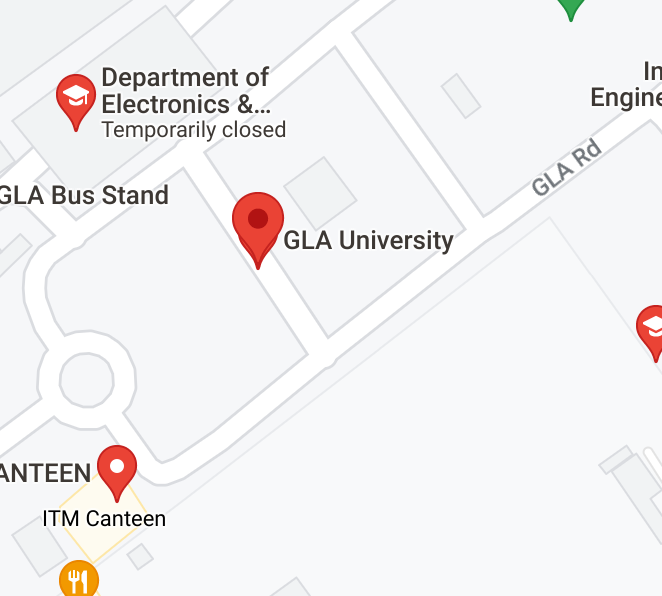 Department of
Electronics &...
Temporarily closed
In
Engine
GLA Rd
GLA Bus Stand
GLA University
ANTEEN
ITM Canteen